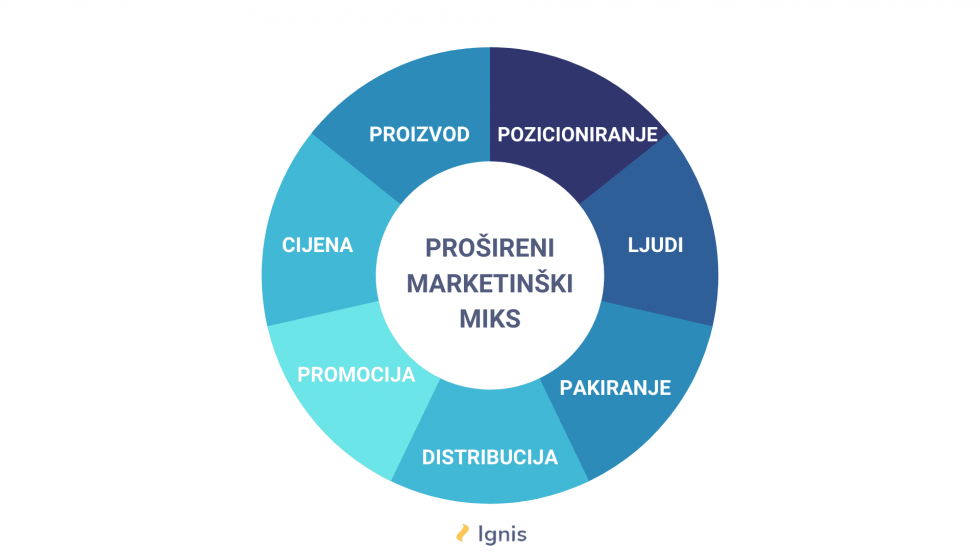 PROIZVOD
POZICIONIRANJE
CIJENA
LJUDI
PROŠIRENI
MARKETINŠKI
MIKS
PROMOCIJA
PAKIRANJE
DISTRIBUCIJA
Ignis